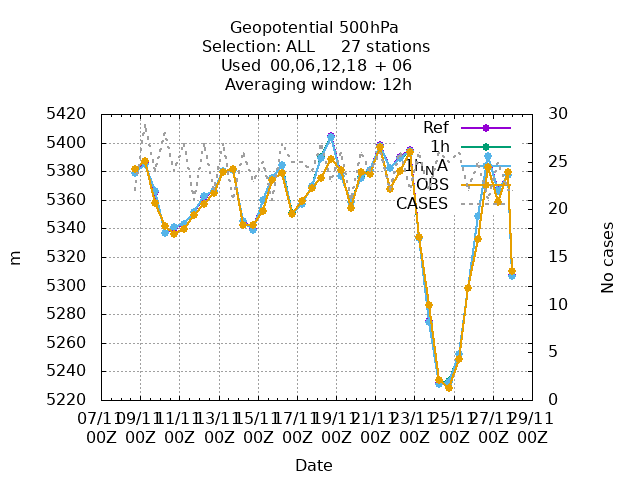 Geopotential 500hPa
Selection: ALL     27 stations
Used  00,06,12,18  + 06
Averaging window: 12h
5420
5400
5380
5360
5340
5320
5300
5280
5260
5240
5220
m
30
25
20
15
10
5
0
No cases
Ref
1h
1hNA
OBS
CASES
07/11 09/11 11/11 13/11 15/11 17/11 19/11 21/11 23/11 25/11 27/11 29/11
00Z 00Z 00Z 00Z 00Z 00Z 00Z 00Z 00Z 00Z 00Z 00Z
Date